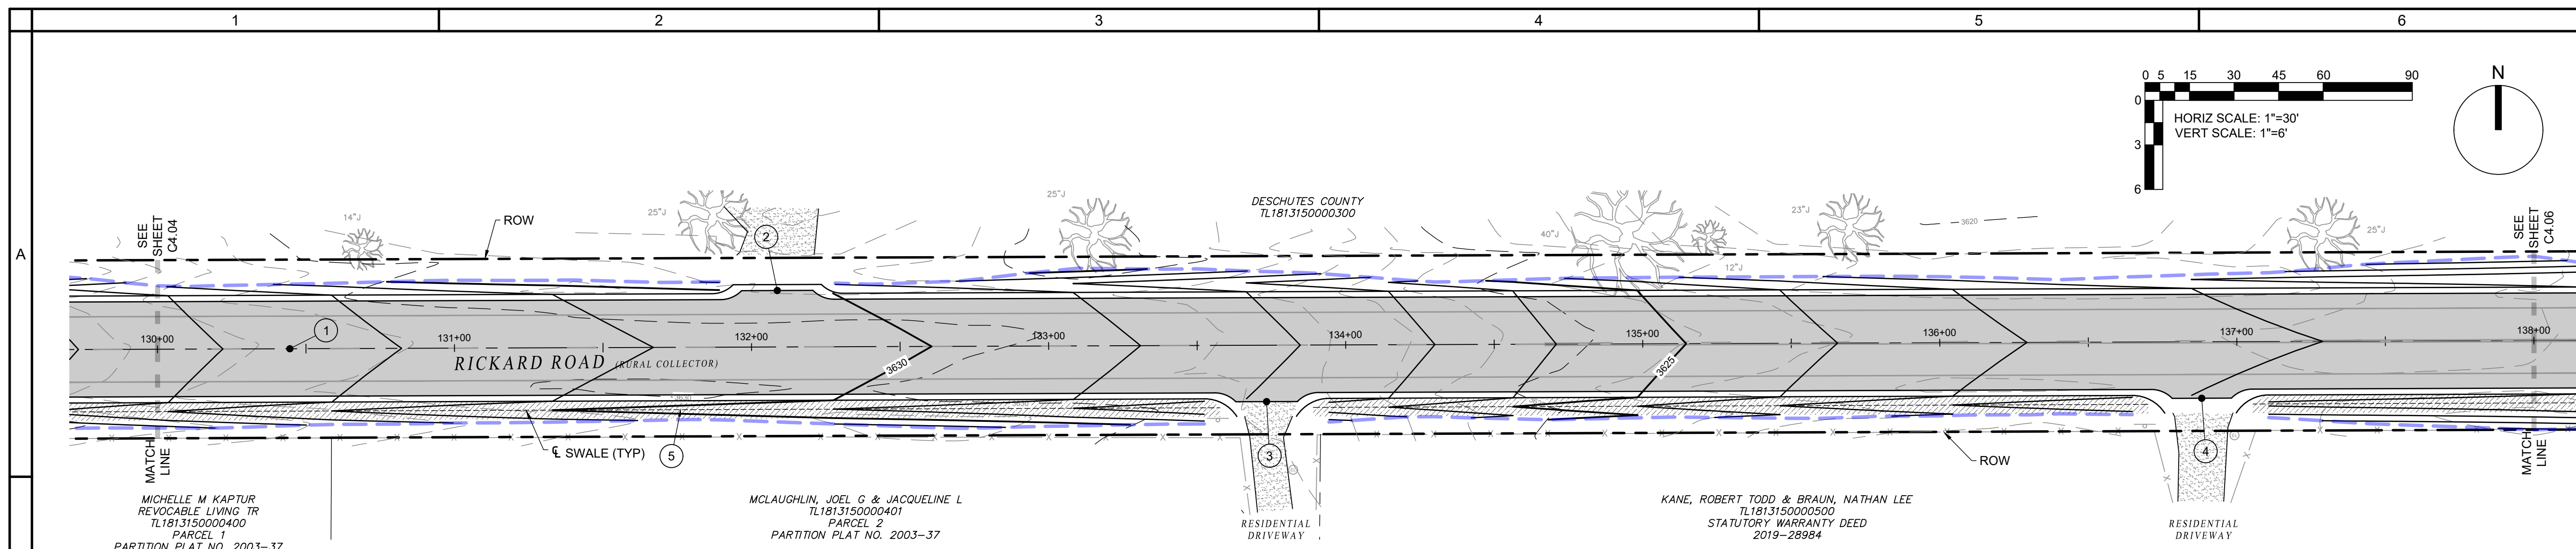 1
2
3
4
5
6
0 5 15 30 45 60 90
N
0
3
6
HORIZ SCALE: 1"=30'
VERT SCALE: 1"=6'
A
SEE
SHEET
C4.04
14"J
ROW
25"J
2
25"J
DESCHUTES COUNTY
TL1813150000300
40"J
12"J
23"J
3620
25"J
SEE
SHEET
C4.06
1
130+00
131+00
132+00
133+00
134+00
135+00
136+00
137+00
138+00
RICKARD ROAD (RURAL COLLECTOR)
3630
3625
3630
MATCH
LINE
℄ SWALE (TYP)
5
3
ROW
4
MATCH
LINE
MICHELLE M KAPTUR
REVOCABLE LIVING TR
TL1813150000400
PARCEL 1
PARTITION PLAT NO. 2003-37
MCLAUGHLIN, JOEL G & JACQUELINE L
TL1813150000401
PARCEL 2
PARTITION PLAT NO. 2003-37
RESIDENTIAL
DRIVEWAY
KANE, ROBERT TODD & BRAUN, NATHAN LEE
TL1813150000500
STATUTORY WARRANTY DEED
2019-28984
RESIDENTIAL
DRIVEWAY